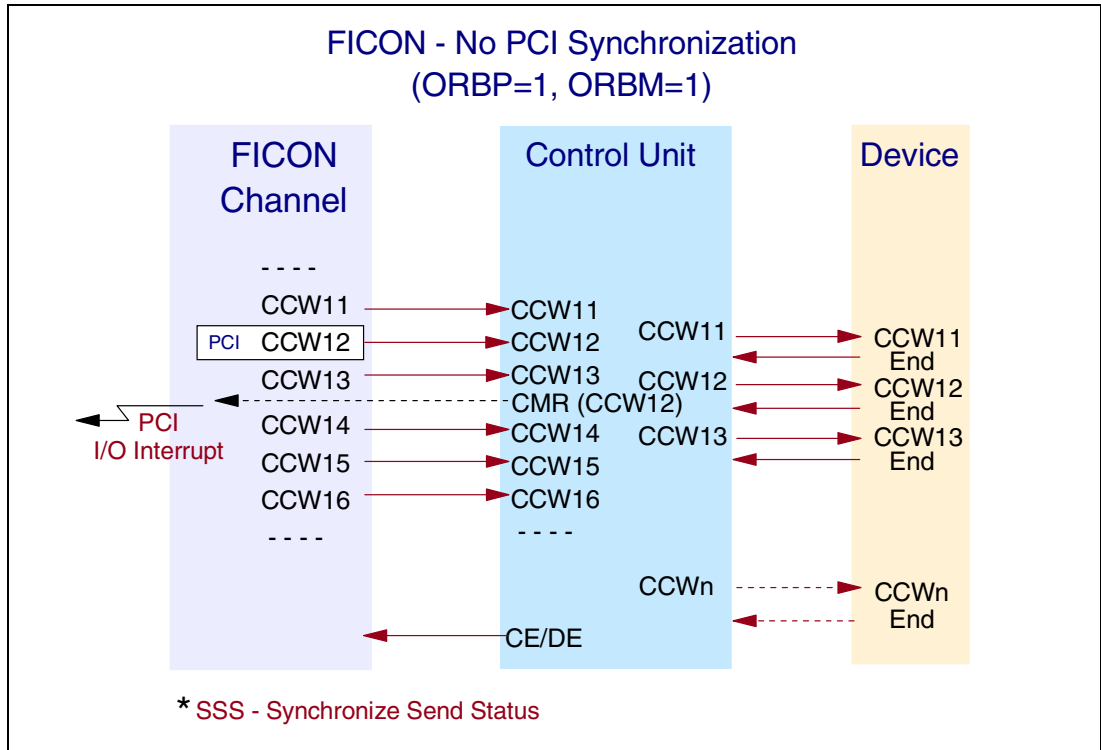 FICON - No PCI Synchronization
(ORBP=1, ORBM=1)
FICON
Channel
Control Unit
Device
- - - -
CCW11
CCW11
CCW11
CCW11
End
PCI CCW12
CCW12
CCW12
CCW12
End
CCW13
CCW13
CMR (CCW12)
PCI
I/O Interrupt
CCW14
CCW14
CCW13
CCW13
End
CCW15
CCW15
CCW16
CCW16
- - - -
- - - -
CCWn
CCWn
End
CE/DE
* SSS - Synchronize Send Status